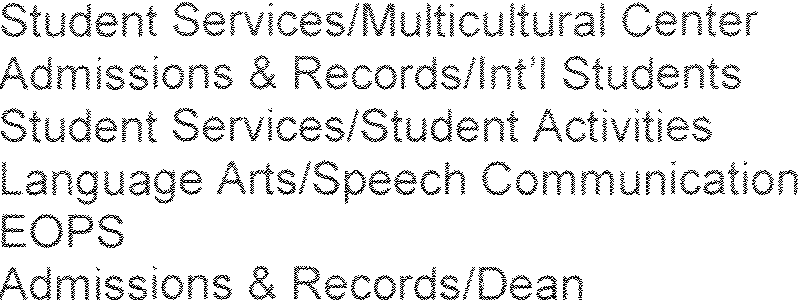 Student Services/Multicultural Center
Admissions & Records/Int'l Students
Student Services/Student Activities
Language Arts/Speech Communication
EOPS
Admissions & Records/Dean